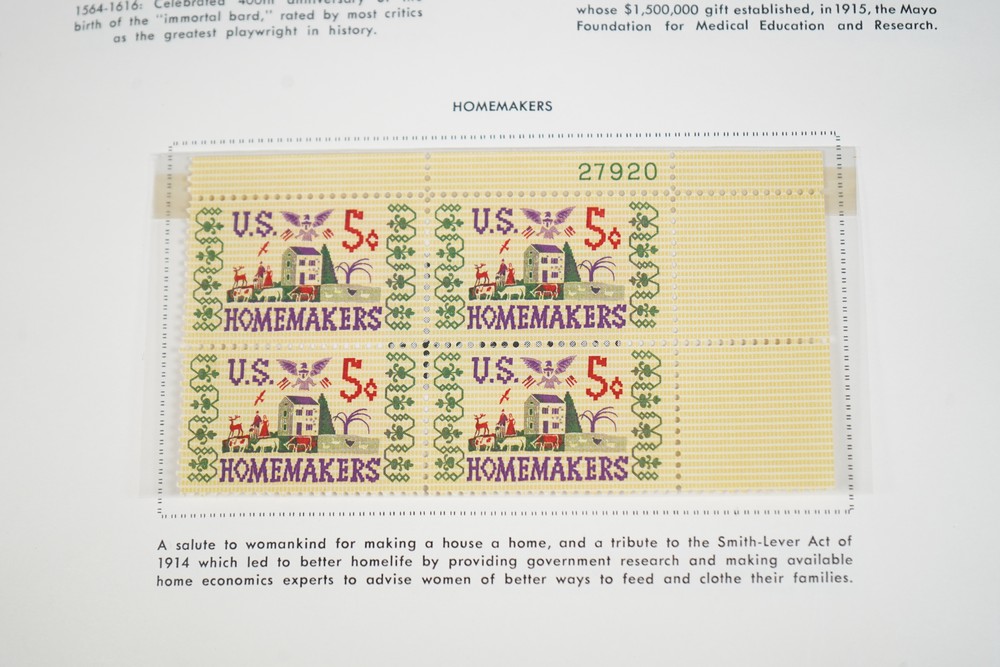 1564-1616: Celebrated 400th anniversary of the
birth of the "immortal bard," rated by most critics
as the greatest playwright in history.
whose $1,500,000 gift established, in 1915, the Mayo
Foundation for Medical Education and Research.
HOMEMAKERS
27920
U.S. 5¢
HOMEMAKERS
U.S. 5¢
HOMEMAKERS
U.S. 5¢
HOMEMAKERS
U.S. 5¢
HOMEMAKERS
A salute to womankind for making a house a home, and a tribute to the Smith-Lever Act of
1914 which led to better homelife by providing government research and making available
home economics experts to advise women of better ways to feed and clothe their families.